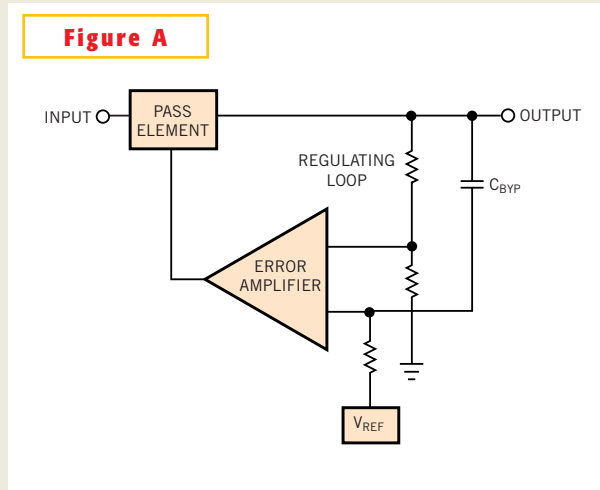 Figure A
INPUT
PASS
ELEMENT
OUTPUT
REGULATING
LOOP
CBYP
ERROR
AMPLIFIER
VREF